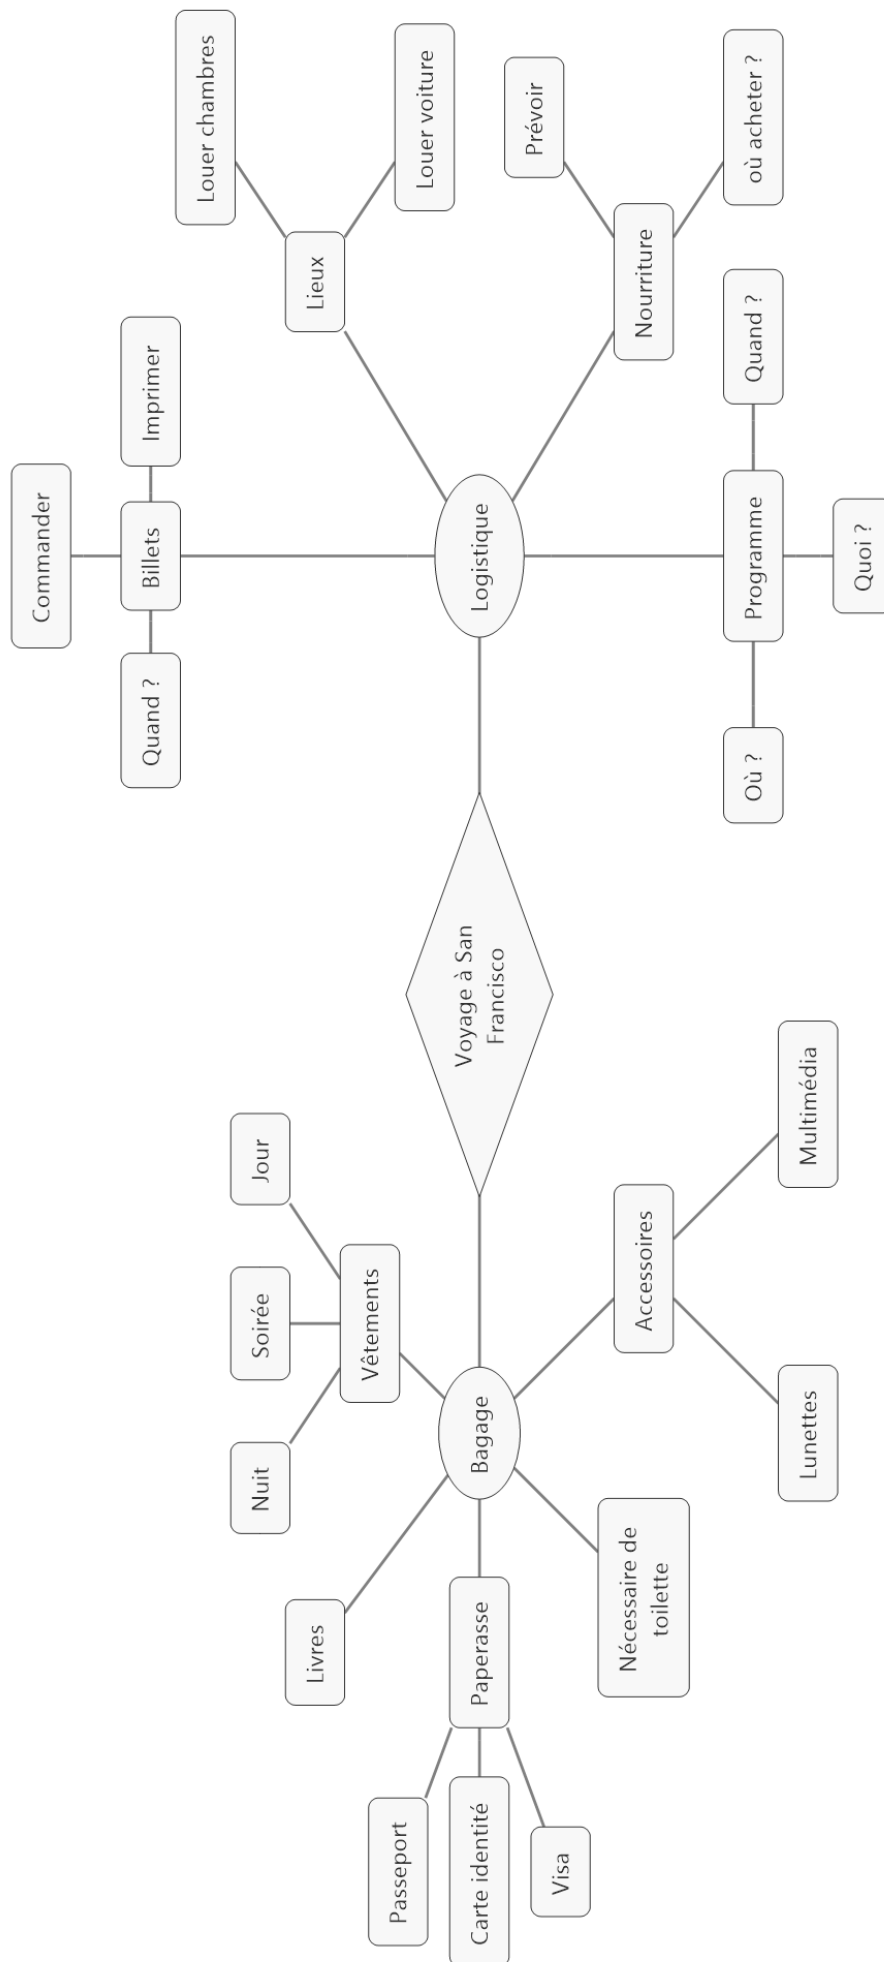 Commander
Quand ?
Billets
Imprimer
Louer chambres
Lieux
Louer voiture
Passeport
Livres
Nuit
Soirée
Jour
Vêtements
Carte identité
Paperasse
Bagage
Voyage à San
Francisco
Logistique
Prévoir
Visa
Nécessaire de
toilette
Accessoires
Nourriture
Lunettes
Multimédia
Où ?
Programme
Quand ?
où acheter ?
Quoi ?